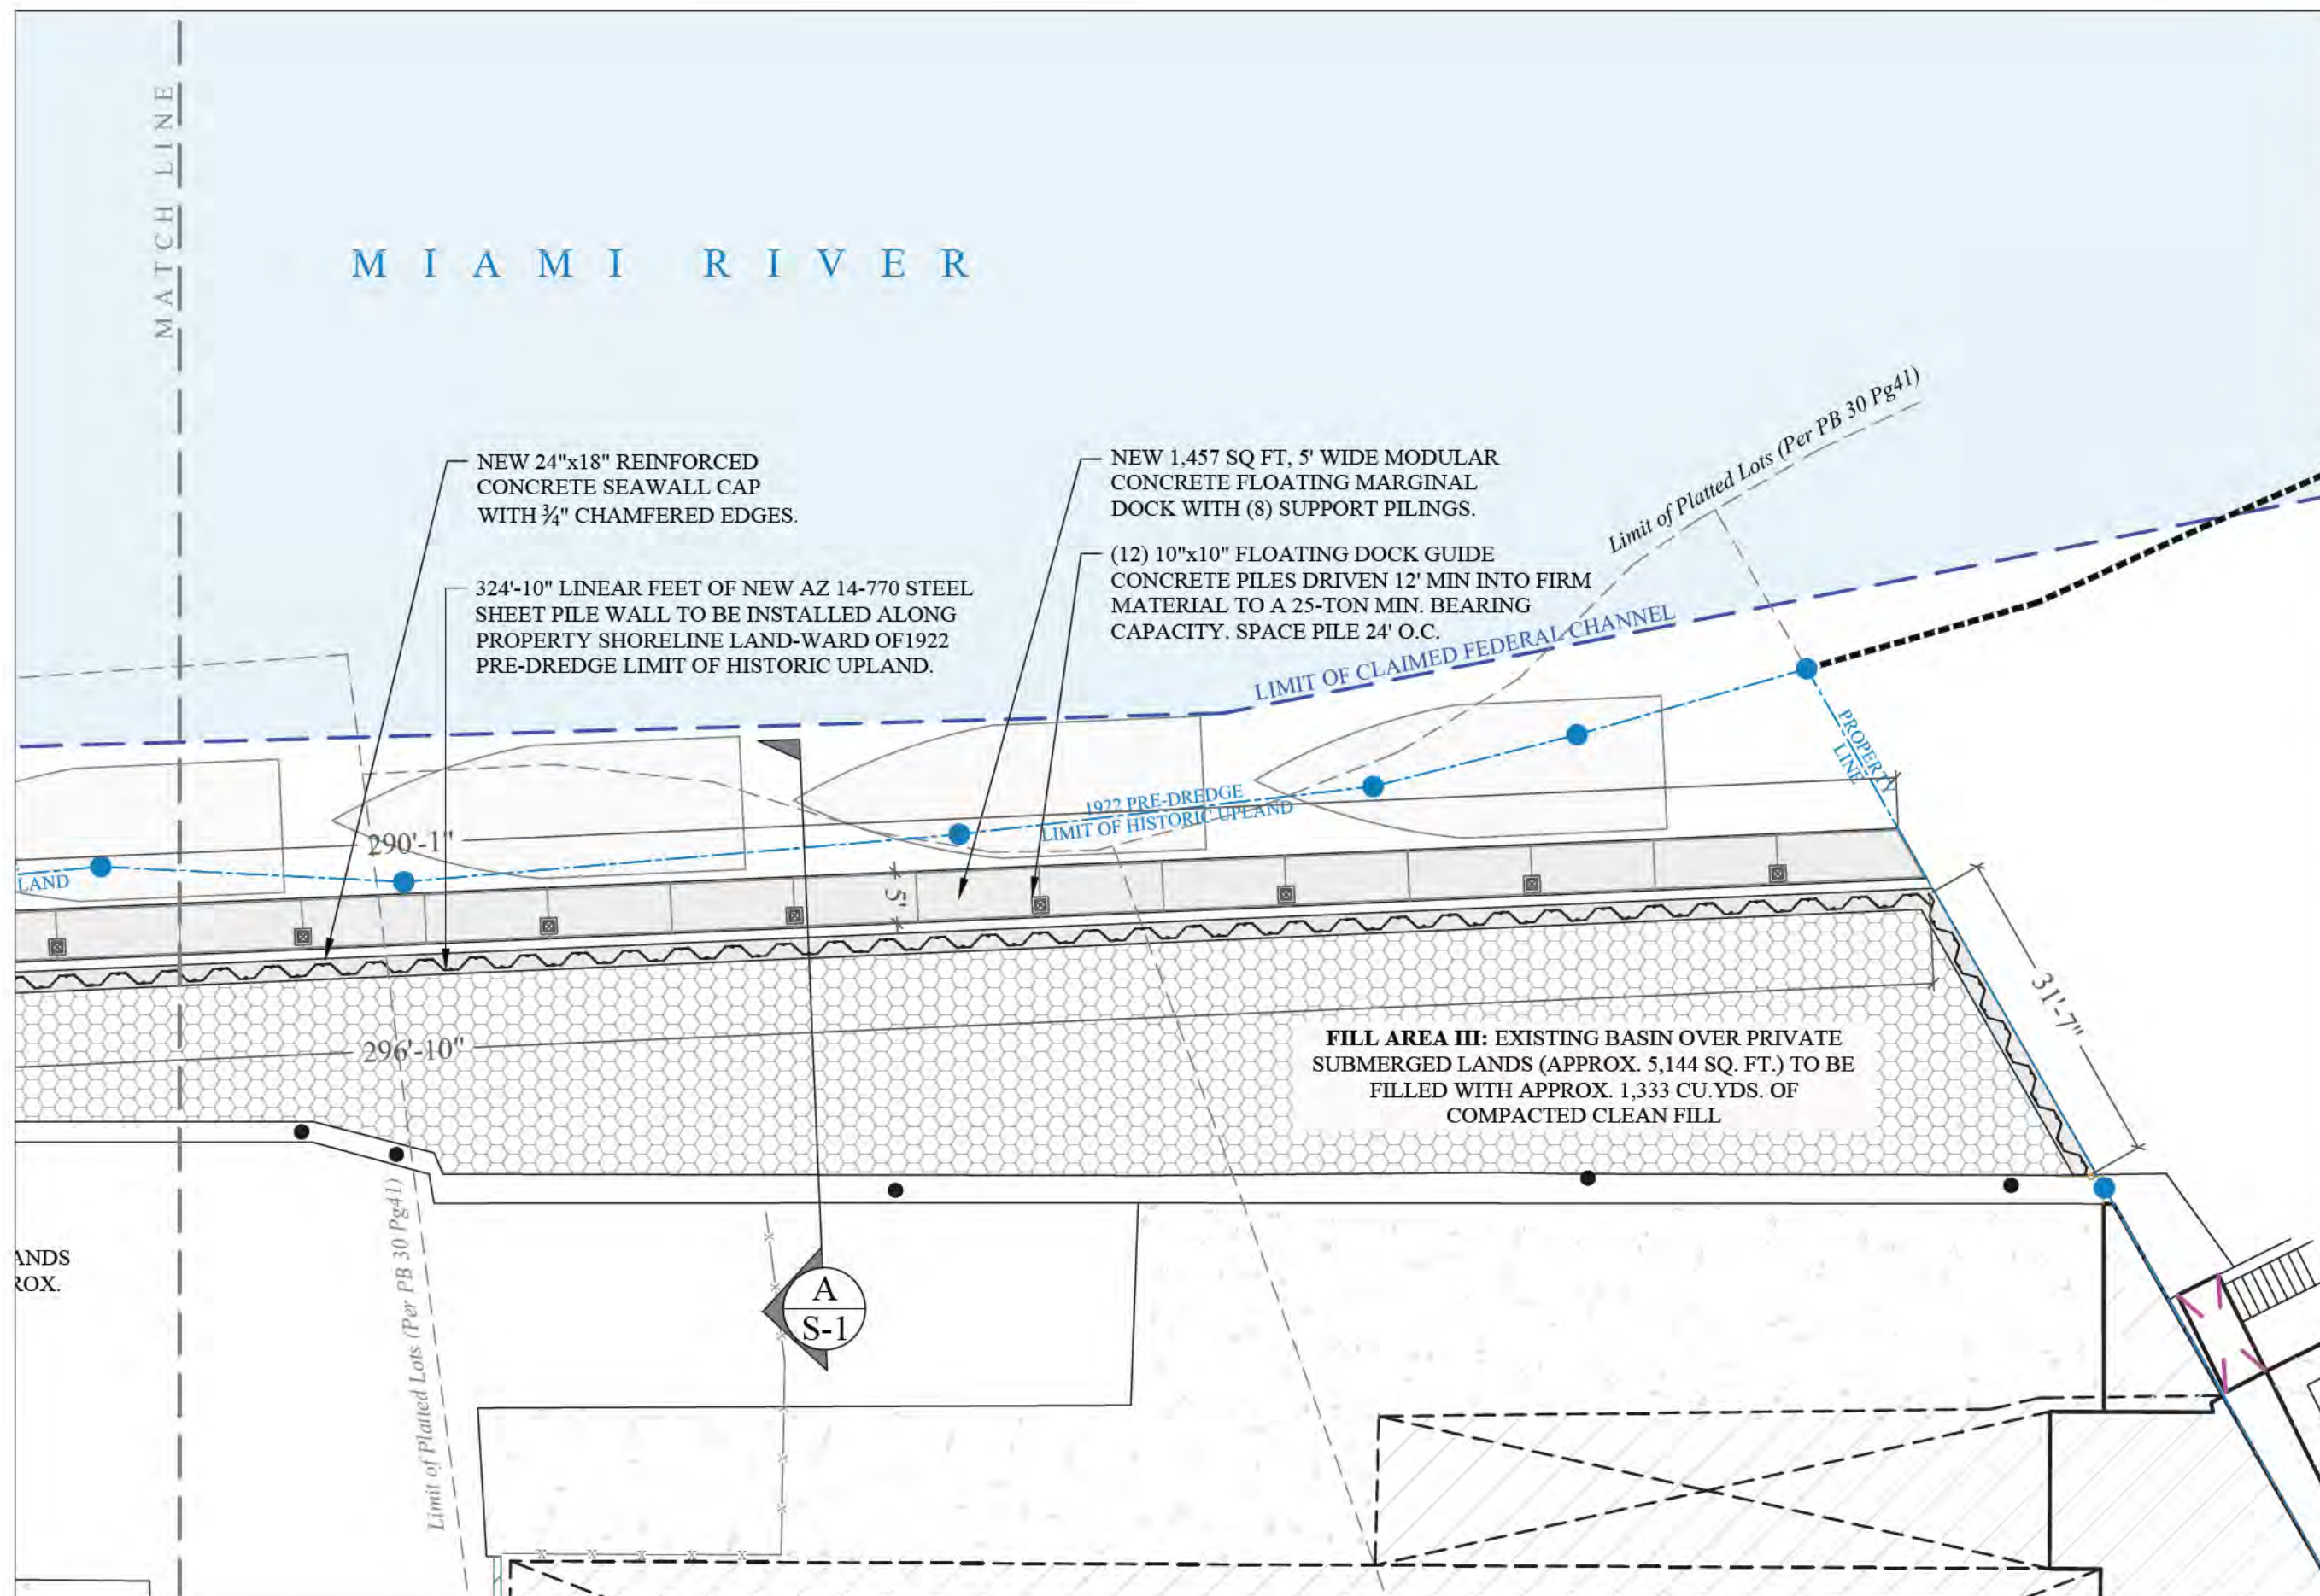 MATCH LINE
MIAMI RIVER
NEW 24"x18" REINFORCED
CONCRETE SEAWALL CAP
WITH ¾" CHAMFERED EDGES.
324'-10" LINEAR FEET OF NEW AZ 14-770 STEEL
SHEET PILE WALL TO BE INSTALLED ALONG
PROPERTY SHORELINE LAND-WARD OF1922
PRE-DREDGE LIMIT OF HISTORIC UPLAND.
NEW 1,457 SQ FT, 5' WIDE MODULAR
CONCRETE FLOATING MARGINAL
DOCK WITH (8) SUPPORT PILINGS.
(12) 10"x10" FLOATING DOCK GUIDE
CONCRETE PILES DRIVEN 12' MIN INTO FIRM
MATERIAL TO A 25-TON MIN. BEARING
CAPACITY. SPACE PILE 24' O.C.
Limit of Platted Lots (Per PB 30 Pg41)
LIMIT OF CLAIMED FEDERAL CHANNEL
PROPERTY
LINE
1922 PRE-DREDGE
LIMIT OF HISTORIC UPLAND
290'-1"
LAND
5'
31'-7"
296'-10"
FILL AREA III: EXISTING BASIN OVER PRIVATE
SUBMERGED LANDS (APPROX. 5,144 SQ. FT.) TO BE
FILLED WITH APPROX. 1,333 CU.YDS. OF
COMPACTED CLEAN FILL
ANDS
ROX.
Limit of Platted Lots (Per PB 30 Pg41)
A
S-1